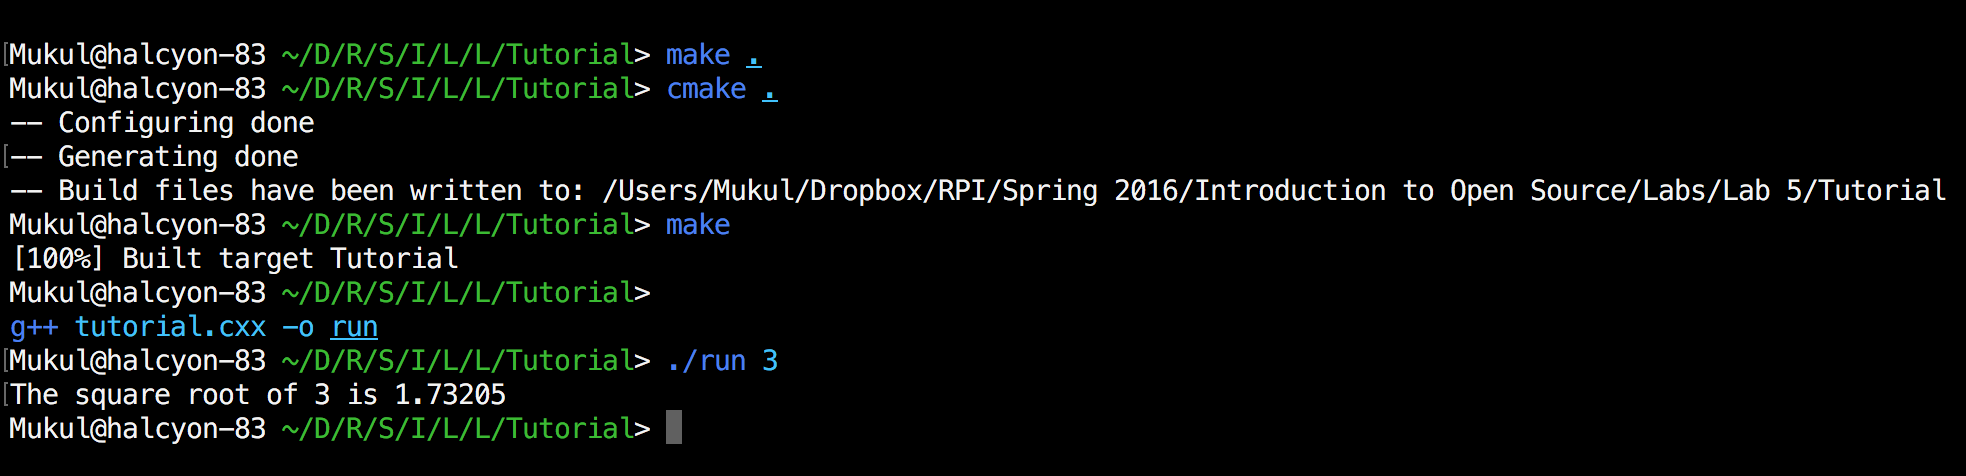 Mukul@halcyon-83 ~/D/R/S/I/L/L/Tutorial> make .
Mukul@halcyon-83 ~/D/R/S/I/L/L/Tutorial> cmake .
-- Configuring done
-- Generating done
-- Build files have been written to: /Users/Mukul/Dropbox/RPI/Spring 2016/Introduction to Open Source/Labs/Lab 5/Tutorial
Mukul@halcyon-83 ~/D/R/S/I/L/L/Tutorial> make
[100%] Built target Tutorial
Mukul@halcyon-83 ~/D/R/S/I/L/L/Tutorial>
g++ tutorial.cxx -o run
Mukul@halcyon-83 ~/D/R/S/I/L/L/Tutorial> ./run 3
The square root of 3 is 1.73205
Mukul@halcyon-83 ~/D/R/S/I/L/L/Tutorial>